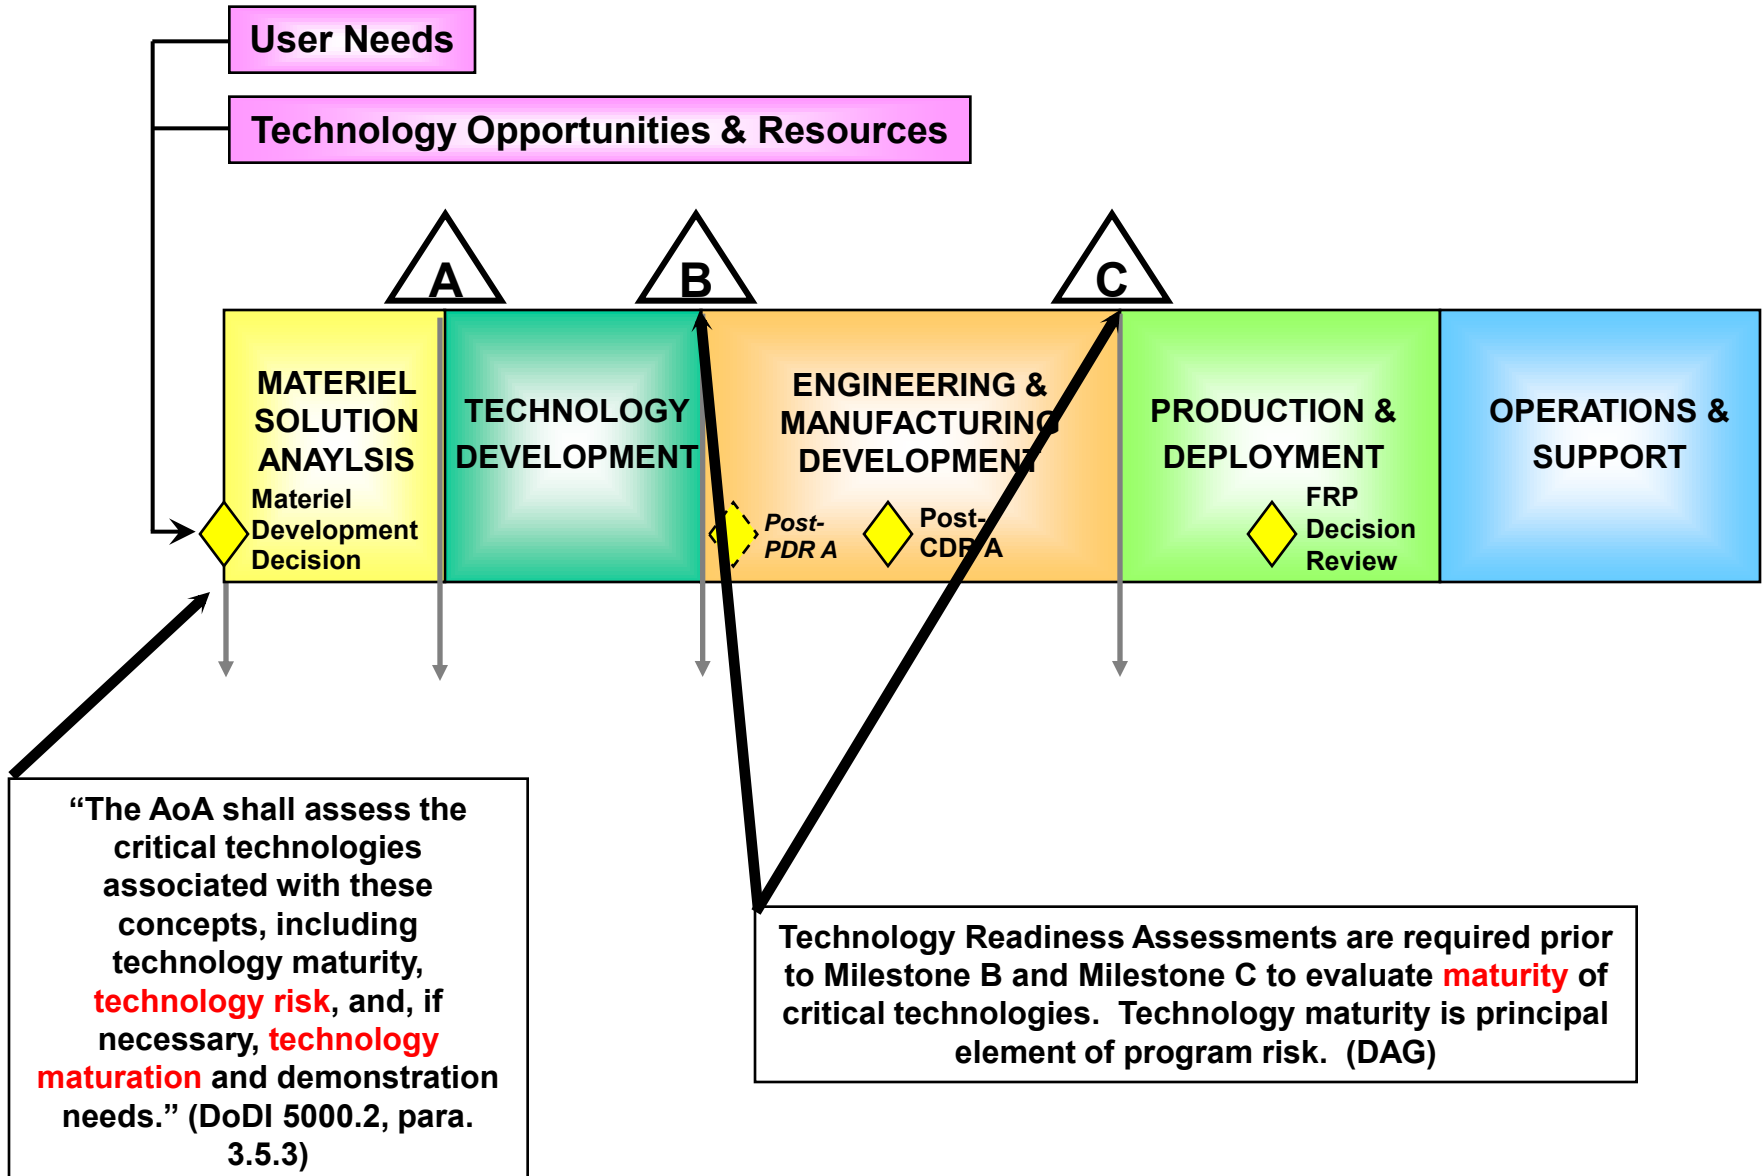 User Needs
Technology Opportunities & Resources
A
B
C
MATERIEL
SOLUTION
ANAYLSIS
Materiel
Development
Decision
TECHNOLOGY
DEVELOPMENT
ENGINEERING &
MANUFACTURING
DEVELOPMENT
Post-
PDR A
Post-
CDR A
PRODUCTION &
DEPLOYMENT
FRP
Decision
Review
OPERATIONS &
SUPPORT
“The AoA shall assess the
critical technologies
associated with these
concepts, including
technology maturity,
technology risk, and, if
necessary, technology
maturation and demonstration
needs.” (DoDI 5000.2, para.
3.5.3)
Technology Readiness Assessments are required prior
to Milestone B and Milestone C to evaluate maturity of
critical technologies.  Technology maturity is principal
element of program risk.  (DAG)